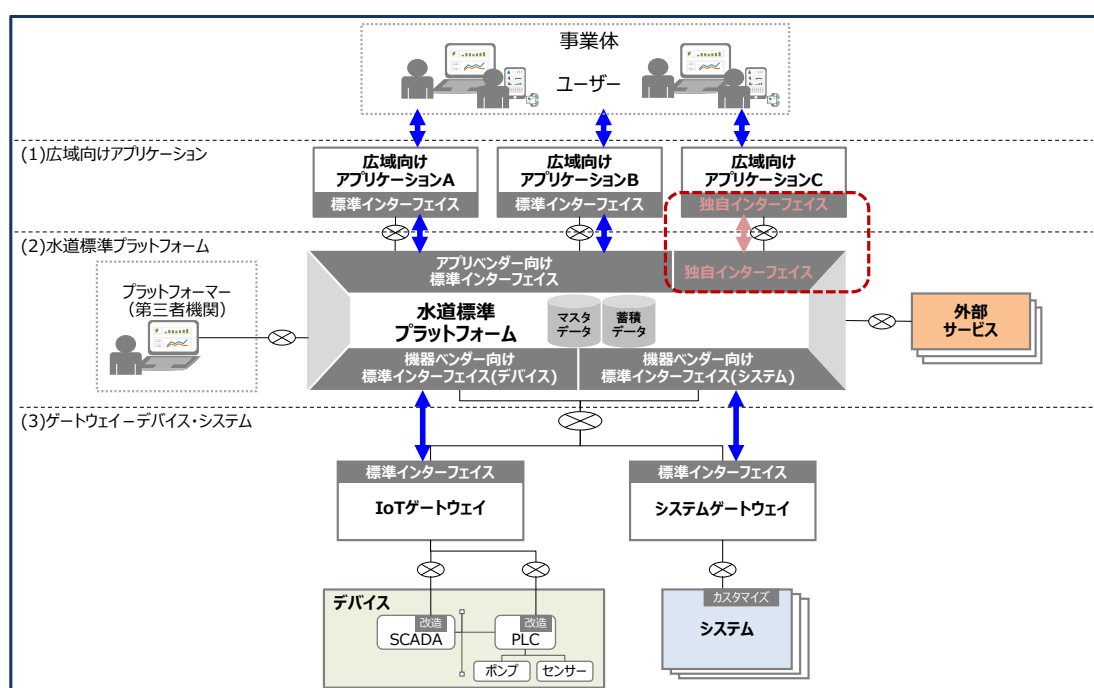 事業体
ユーザー
(1)広域向けアプリケーション
広域向け
アプリケーションA
標準インターフェイス
広域向け
アプリケーションB
標準インターフェイス
広域向け
アプリケーションC
独自インターフェイス
(2)水道標準プラットフォーム
プラットフォーマー
(第三者機関)
アプリベンダー向け
標準インターフェイス
独自インターフェイス
水道標準
プラットフォーム
マスタ
データ
蓄積
データ
機器ベンダー向け
標準インターフェイス(デバイス)
機器ベンダー向け
標準インターフェイス(システム)
外部
サービス
(3)ゲートウェイ－デバイス・システム
標準インターフェイス
IoTゲートウェイ
標準インターフェイス
システムゲートウェイ
デバイス
改造
SCADA
改造
PLC
ポンプ
センサー
カスタマイズ
システム